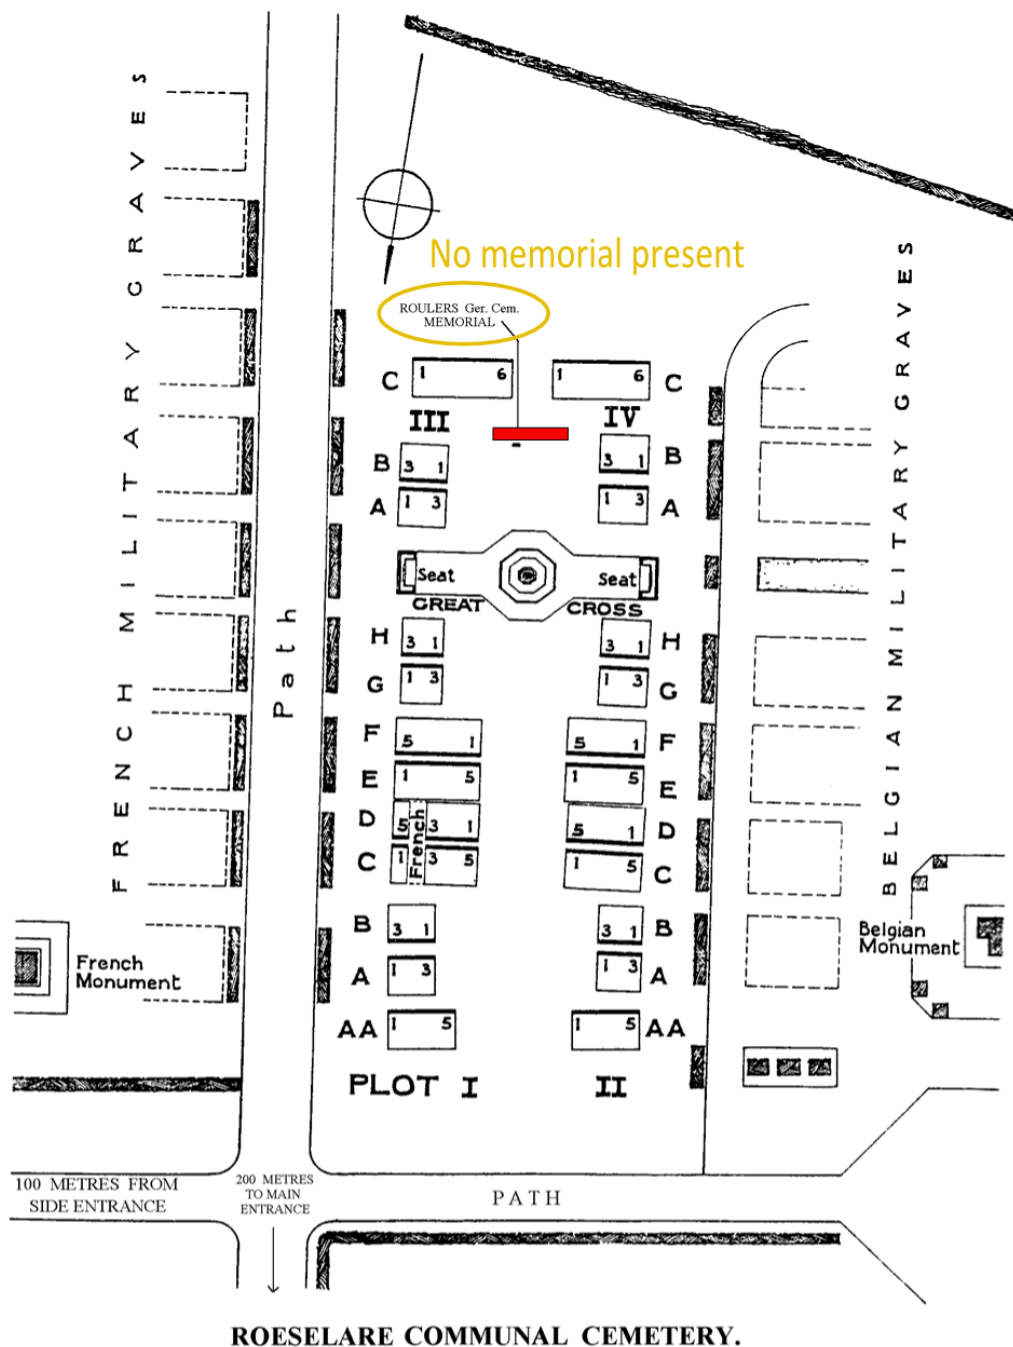 No memorial present
ROULERS Ger. Cem.
MEMORIAL
C 1 6 1 6 C
III IV
B 3 1 3 1 B
A 1 3 1 3 A
Seat Seat
GREAT CROSS
H 3 1 3 1 H
G 1 3 1 3 G
F 5 1 5 1 F
E 1 5 1 5 E
D 5 3 1 5 1 D
French
C 1 3 5 1 5 C
B 3 1 3 1 B
A 1 3 1 3 A
AA 1 5 1 5 AA
PLOT I II
FRENCH MILITARY GRAVES
Path
BELGIAN MILITARY GRAVES
French
Monument
Belgian
Monument
100 METRES FROM
SIDE ENTRANCE
200 METRES
TO MAIN
ENTRANCE
PATH
ROESELARE COMMUNAL CEMETERY.